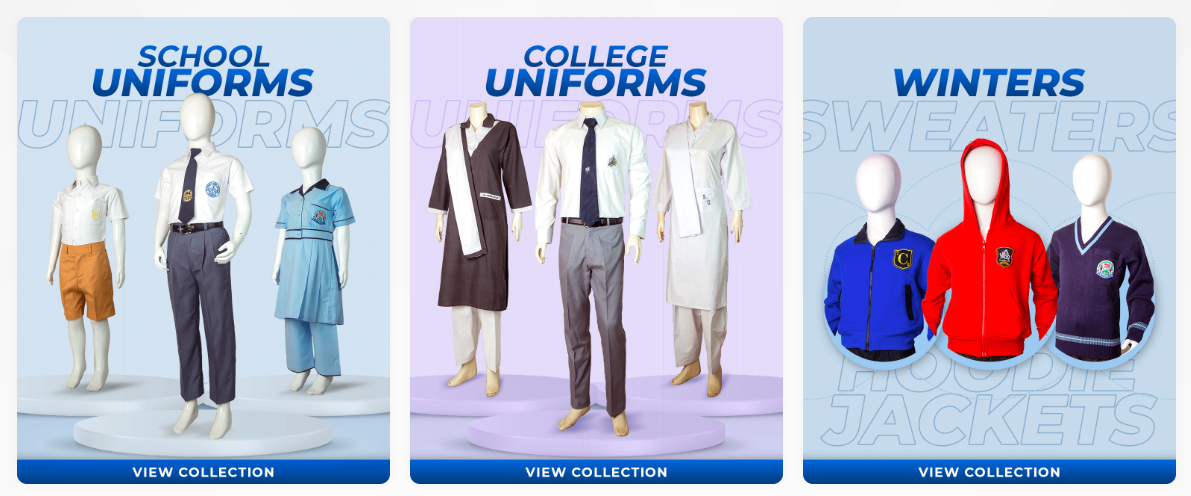 SCHOOL
UNIFORMS
UNIFORMS
VIEW COLLECTION
COLLEGE
UNIFORMS
UNIFORMS
VIEW COLLECTION
WINTERS
SWEATERS
C
HOODIE
JACKETS
VIEW COLLECTION